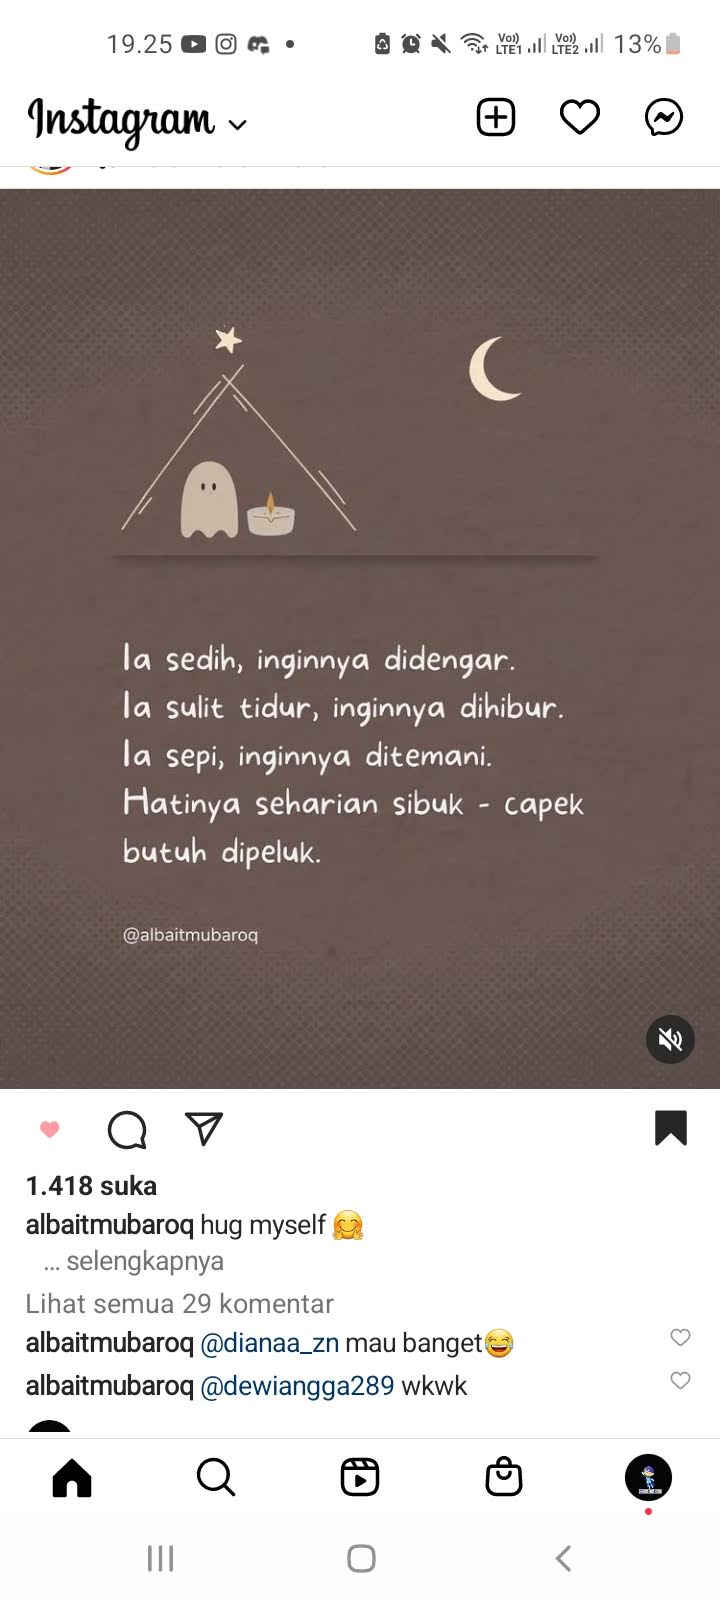 19.25
Vo)) LTE1 Vo)) LTE2 13%
Instagram
Ia sedih, inginnya didengar.
Ia sulit tidur, inginnya dihibur.
Ia sepi, inginnya ditemani.
Hatinya seharian sibuk - capek
butuh dipeluk.
@albaitmubaroq
1.418 suka
albaitmubaroq hug myself 🤗
... selengkapnya
Lihat semua 29 komentar
albaitmubaroq @dianaa_zn mau banget😂
albaitmubaroq @dewiangga289 wkwk